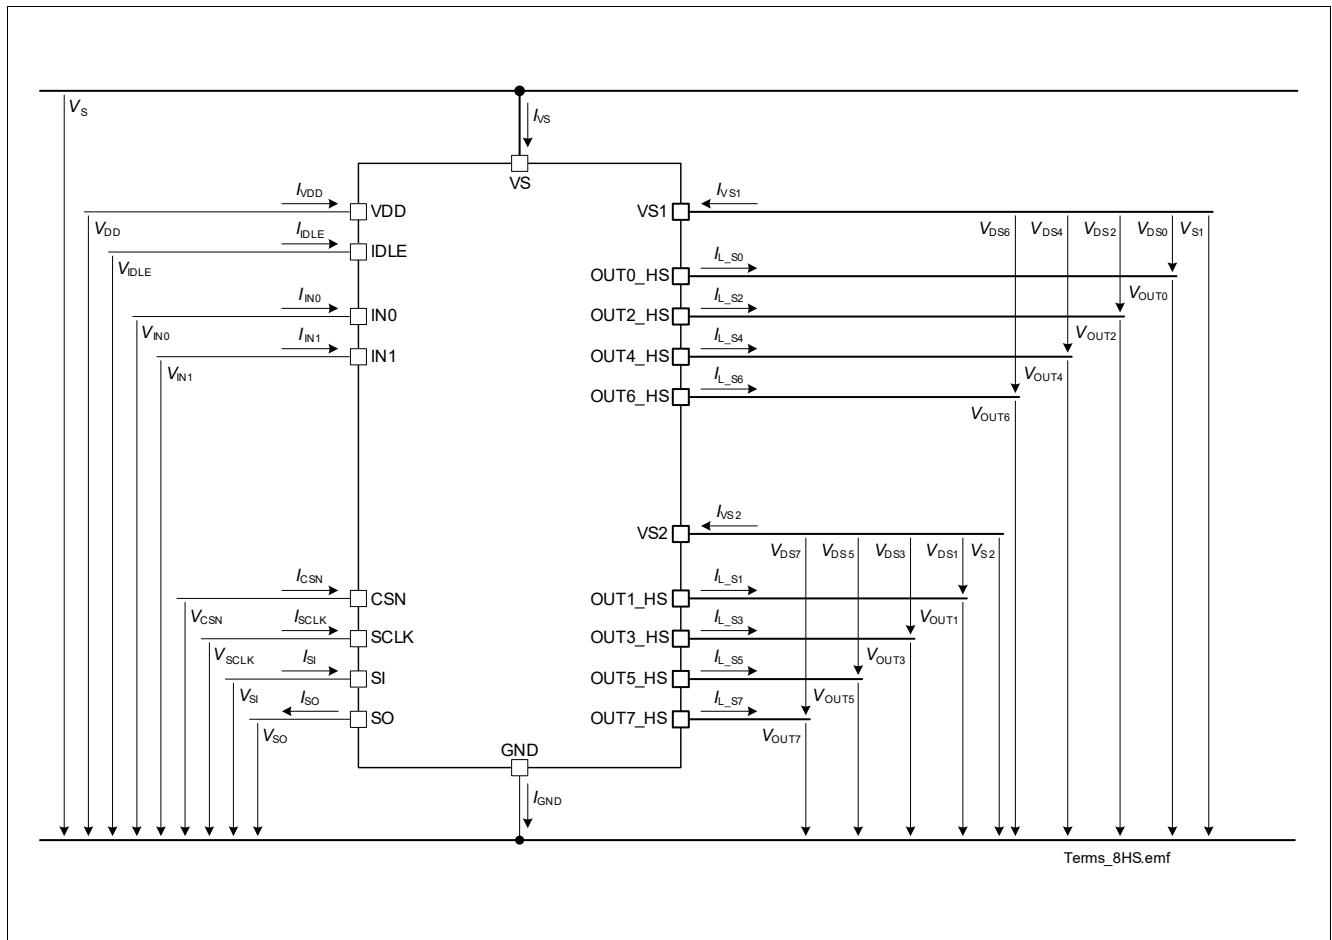 VS
IVS
VS
IVDD
VDD
VDD
IIDLE
IDLE
VIDLE
IIN0
IN0
VIN0
IIN1
IN1
VIN1
ICSN
CSN
VCSN
ISCLK
SCLK
VSCLK
ISI
SI
VSI
ISO
SO
VSO
GND
IGND
VS1
IVS1
VDS6 VDS4 VDS2 VDS0 VS1
OUT0_HS
IL_S0
VOUT0
OUT2_HS
IL_S2
VOUT2
OUT4_HS
IL_S4
VOUT4
OUT6_HS
IL_S6
VOUT6
VS2
IVS2
VDS7 VDS5 VDS3 VDS1 VS2
OUT1_HS
IL_S1
VOUT1
OUT3_HS
IL_S3
VOUT3
OUT5_HS
IL_S5
VOUT5
OUT7_HS
IL_S7
VOUT7
Terms_8HS.emf